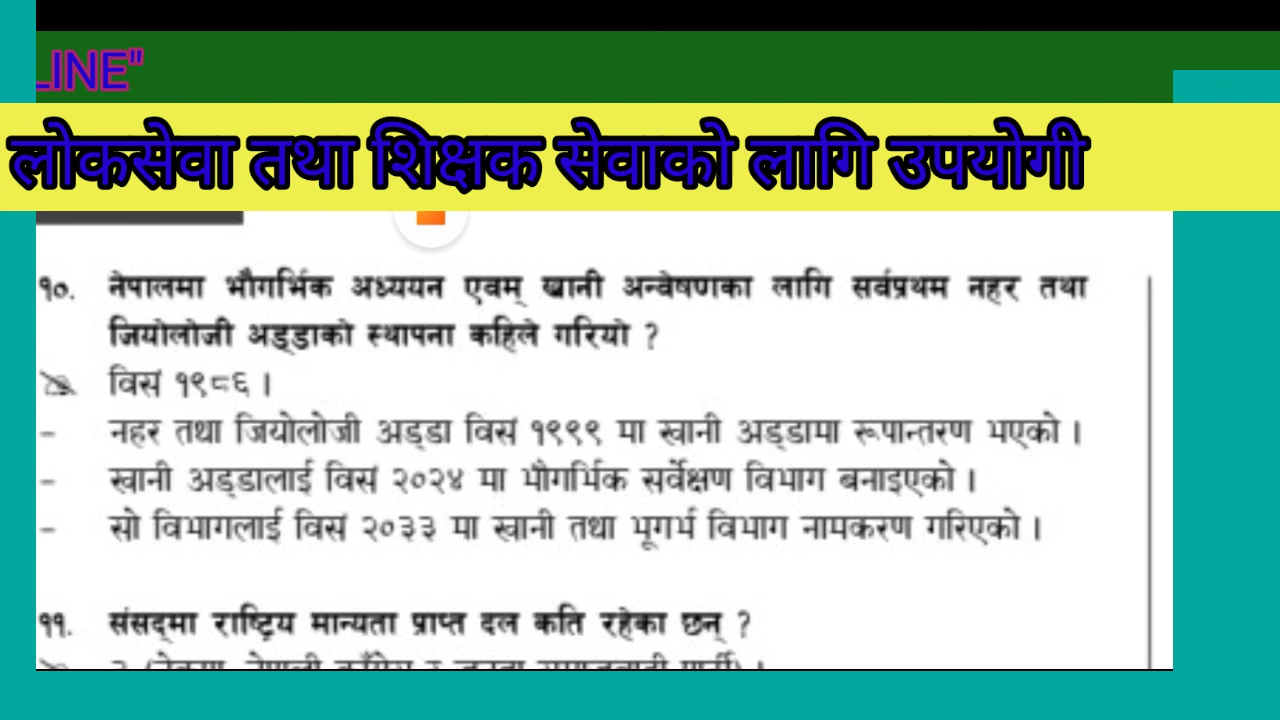 LINE"
लोकसेवा तथा शिक्षक सेवाको लागि उपयोगी
१०. नेपालमा भौगर्भिक अध्ययन एवम् खानी अन्वेषणका लागि सर्वप्रथम नहर तथा
जियोलोजी अड्डाको स्थापना कहिले गरियो ?
विसं १९८६ ।
- नहर तथा जियोलोजी अड्डा विसं १९९९ मा खानी अड्डामा रूपान्तरण भएको ।
- खानी अड्डालाई विसं २०२४ मा भौगर्भिक सर्वेक्षण विभाग बनाइएको ।
- सो विभागलाई विसं २०३३ मा खानी तथा भूगर्भ विभाग नामकरण गरिएको ।
११. संसद्‌मा राष्ट्रिय मान्यता प्राप्त दल कति रहेका छन् ?